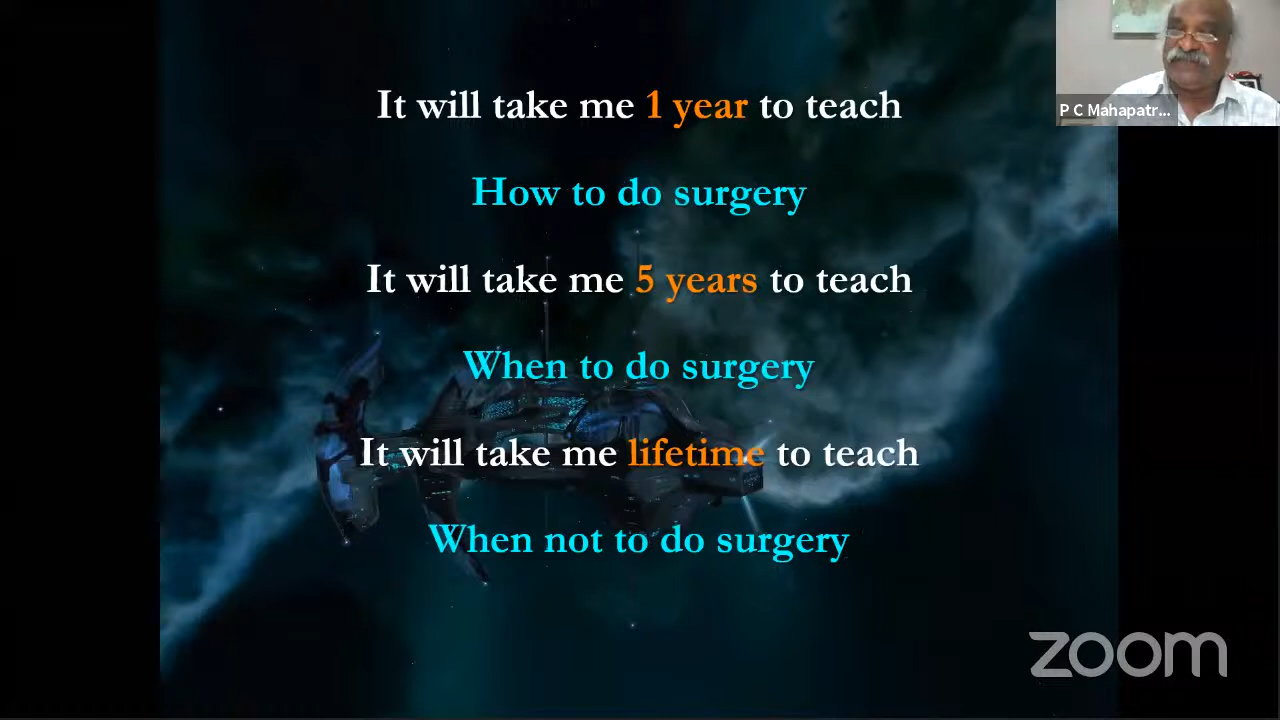 It will take me 1 year to teach
P C Mahapatr...
How to do surgery
It will take me 5 years to teach
When to do surgery
It will take me lifetime to teach
When not to do surgery
zoom